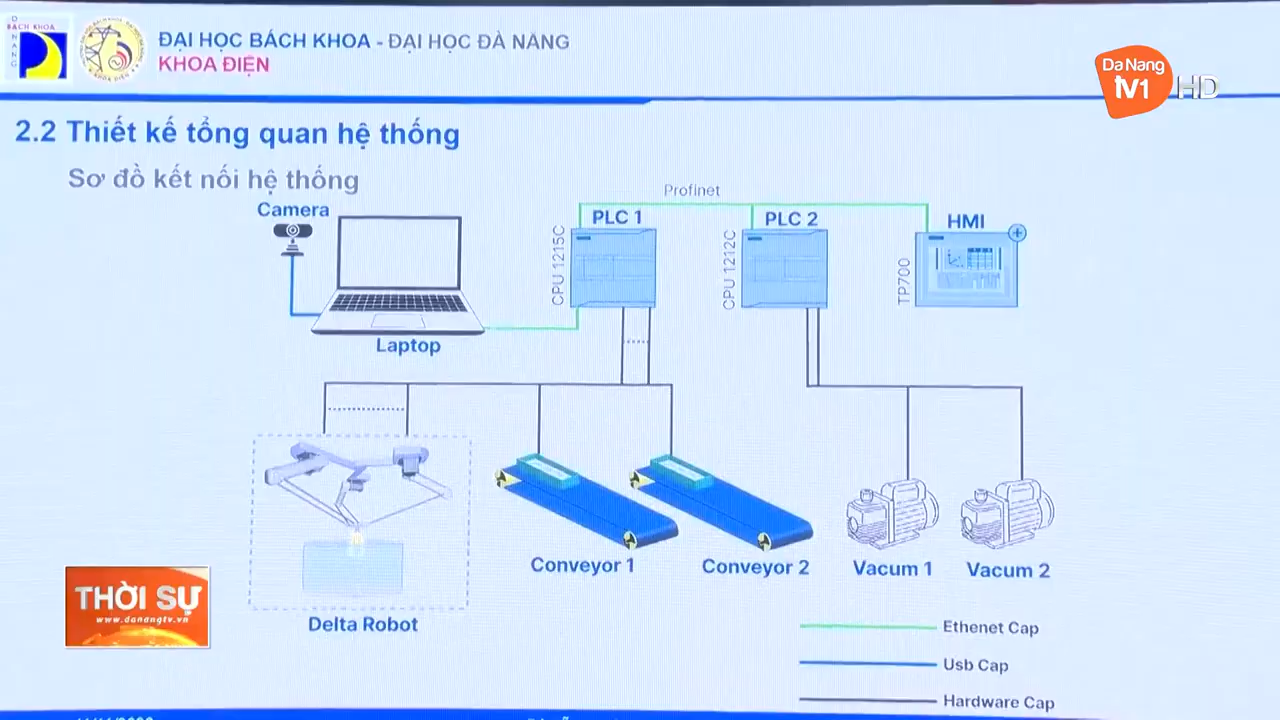 BÁCH KHOA
ĐẠI HỌC BÁCH KHOA - ĐẠI HỌC ĐÀ NẴNG
KHOA ĐIỆN
Da Nang
TV1 HD
2.2 Thiết kế tổng quan hệ thống
Sơ đồ kết nối hệ thống
Profinet
Camera
PLC 1
PLC 2
HMI
CPU 1215C
CPU 1212C
TP700
Laptop
Conveyor 1
Conveyor 2
Vacum 1
Vacum 2
Delta Robot
THỜI SỰ
www.danangtv.vn
Ethenet Cap
Usb Cap
Hardware Cap